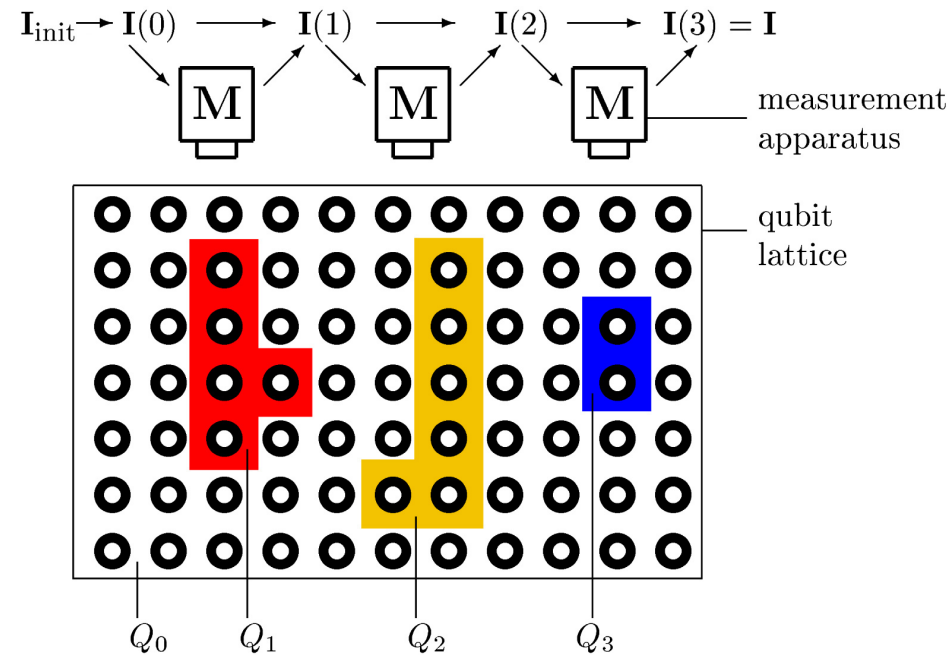 I_init → I(0) → I(1) → I(2) → I(3) = I
M M M
measurement
apparatus
qubit
lattice
Q_0 Q_1 Q_2 Q_3